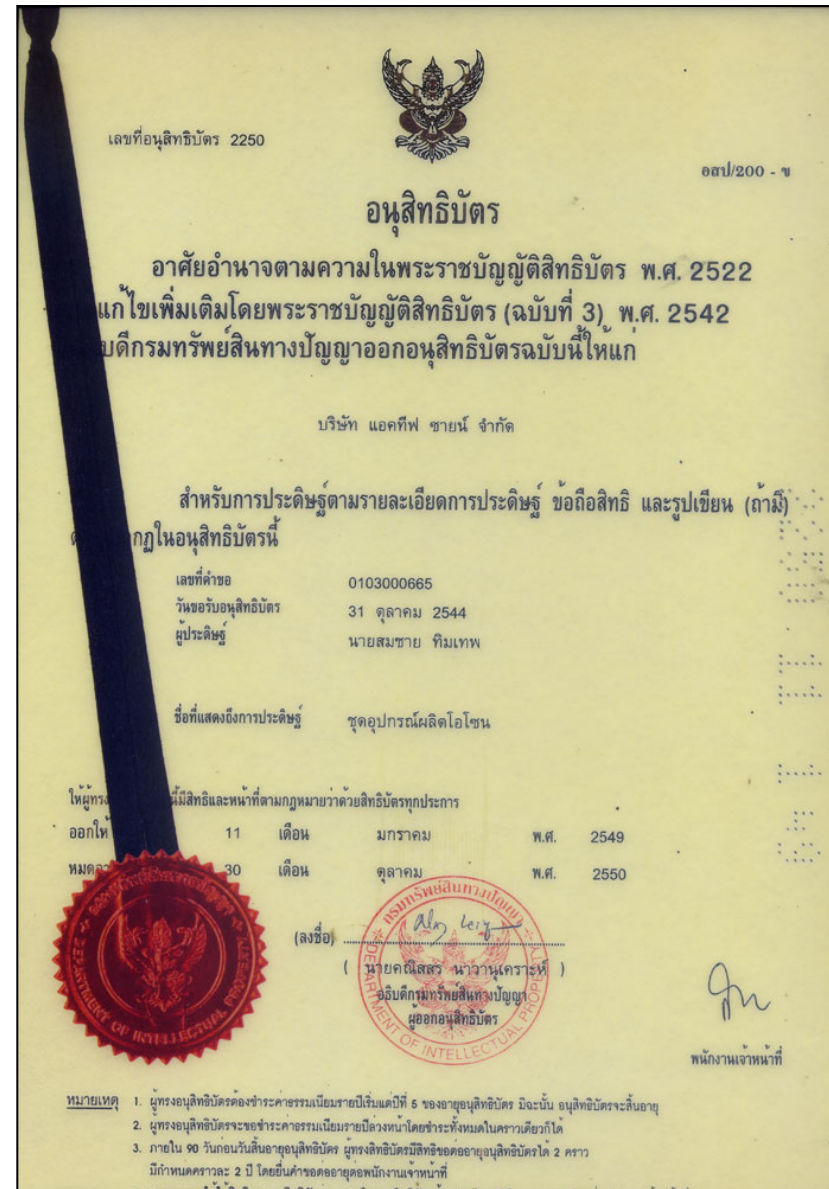 เลขที่อนุสิทธิบัตร 2250
อสป/200 - ข
อนุสิทธิบัตร
อาศัยอำนาจตามความในพระราชบัญญัติสิทธิบัตร พ.ศ. 2522
แก้ไขเพิ่มเติมโดยพระราชบัญญัติสิทธิบัตร (ฉบับที่ 3) พ.ศ. 2542
บดีกรมทรัพย์สินทางปัญญาออกอนุสิทธิบัตรฉบับนี้ให้แก่
บริษัท แอคทีฟ ซายน์ จำกัด
สำหรับการประดิษฐ์ตามรายละเอียดการประดิษฐ์ ข้อถือสิทธิ และรูปเขียน (ถ้ามี)
กฏในอนุสิทธิบัตรนี้
เลขที่คำขอ 0103000665
วันขอรับอนุสิทธิบัตร 31 ตุลาคม 2544
ผู้ประดิษฐ์ นายสมชาย ทิมเทพ
ชื่อที่แสดงถึงการประดิษฐ์ ชุดอุปกรณ์ผลิตโอโซน
ให้ผู้ทรง นี้มีสิทธิและหน้าที่ตามกฎหมายว่าด้วยสิทธิบัตรทุกประการ
ออกให้ 11 เดือน มกราคม พ.ศ. 2549
หมดอา 30 เดือน ตุลาคม พ.ศ. 2550
กรมทรัพย์สินทางปัญญา
(ลงชื่อ)
( นายคณิสสร นาวานุเคราะห์ )
อธิบดีกรมทรัพย์สินทางปัญญา
ผู้ออกอนุสิทธิบัตร
DEPARTMENT OF INTELLECTUAL PROPERTY
DEPARTMENT OF INTELLECTUAL PROPERTY
พนักงานเจ้าหน้าที่
หมายเหตุ 1. ผู้ทรงอนุสิทธิบัตรต้องชำระค่าธรรมเนียมรายปีเริ่มแต่ปีที่ 5 ของอายุอนุสิทธิบัตร มิฉะนั้น อนุสิทธิบัตรจะสิ้นอายุ
2. ผู้ทรงอนุสิทธิบัตรจะขอชำระค่าธรรมเนียมรายปีล่วงหน้าโดยชำระทั้งหมดในคราวเดียวก็ได้
3. ภายใน 90 วันก่อนวันสิ้นอายุอนุสิทธิบัตร ผู้ทรงสิทธิบัตรมีสิทธิขอต่ออายุอนุสิทธิบัตรได้ 2 คราว
มีกำหนดคราวละ 2 ปี โดยยื่นคำขอต่ออายุต่อพนักงานเจ้าหน้าที่